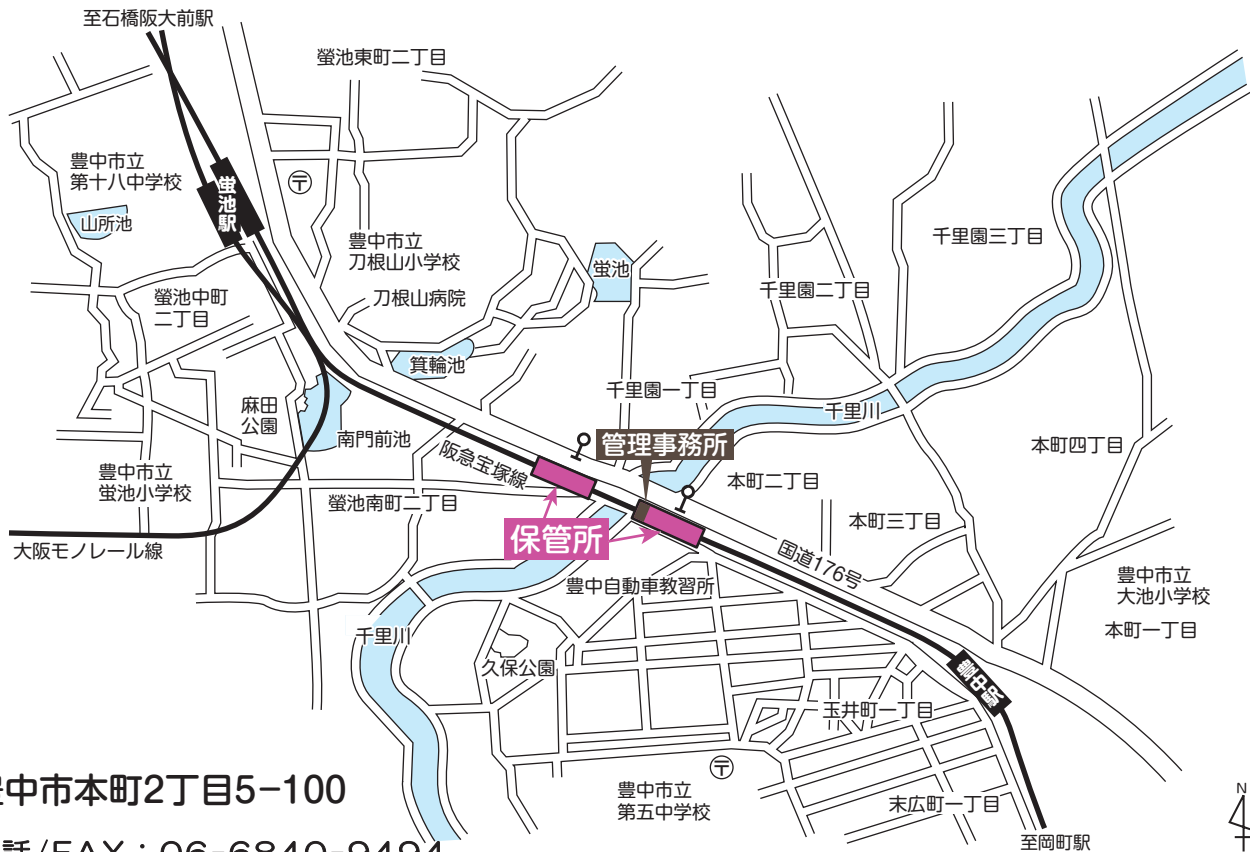 至石橋阪大前駅
螢池東町二丁目
豊中市立
第十八中学校
山所池
蛍池駅
〒
豊中市立
刀根山小学校
刀根山病院
蛍池
千里園三丁目
千里園二丁目
螢池中町
二丁目
箕輪池
千里園一丁目
千里川
麻田
公園
南門前池
阪急宝塚線
管理事務所
本町四丁目
豊中市立
蛍池小学校
螢池南町二丁目
本町二丁目
保管所
本町三丁目
大阪モノレール線
国道176号
豊中自動車教習所
豊中市立
大池小学校
千里川
本町一丁目
久保公園
豊中駅
玉井町一丁目
〒
豊中市立
第五中学校
末広町一丁目
至岡町駅
N
豊中市本町2丁目5-100
話/FAX：06-6840-9494